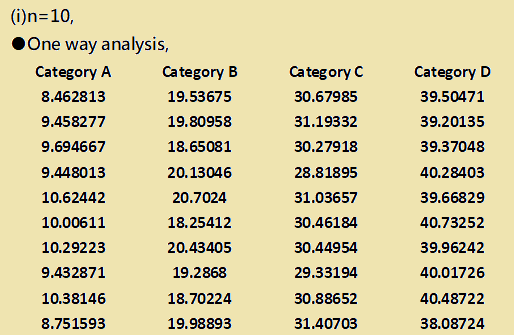 (i)n=10,
●One way analysis,
Category A Category B Category C Category D
8.462813 19.53675 30.67985 39.50471
9.458277 19.80958 31.19332 39.20135
9.694667 18.65081 30.27918 39.37048
9.448013 20.13046 28.81895 40.28403
10.62442 20.7024 31.03657 39.66829
10.00611 18.25412 30.46184 40.73252
10.29223 20.43405 30.44954 39.96242
9.432871 19.2868 29.33194 40.01726
10.38146 18.70224 30.88652 40.48722
8.751593 19.98893 31.40703 38.08724